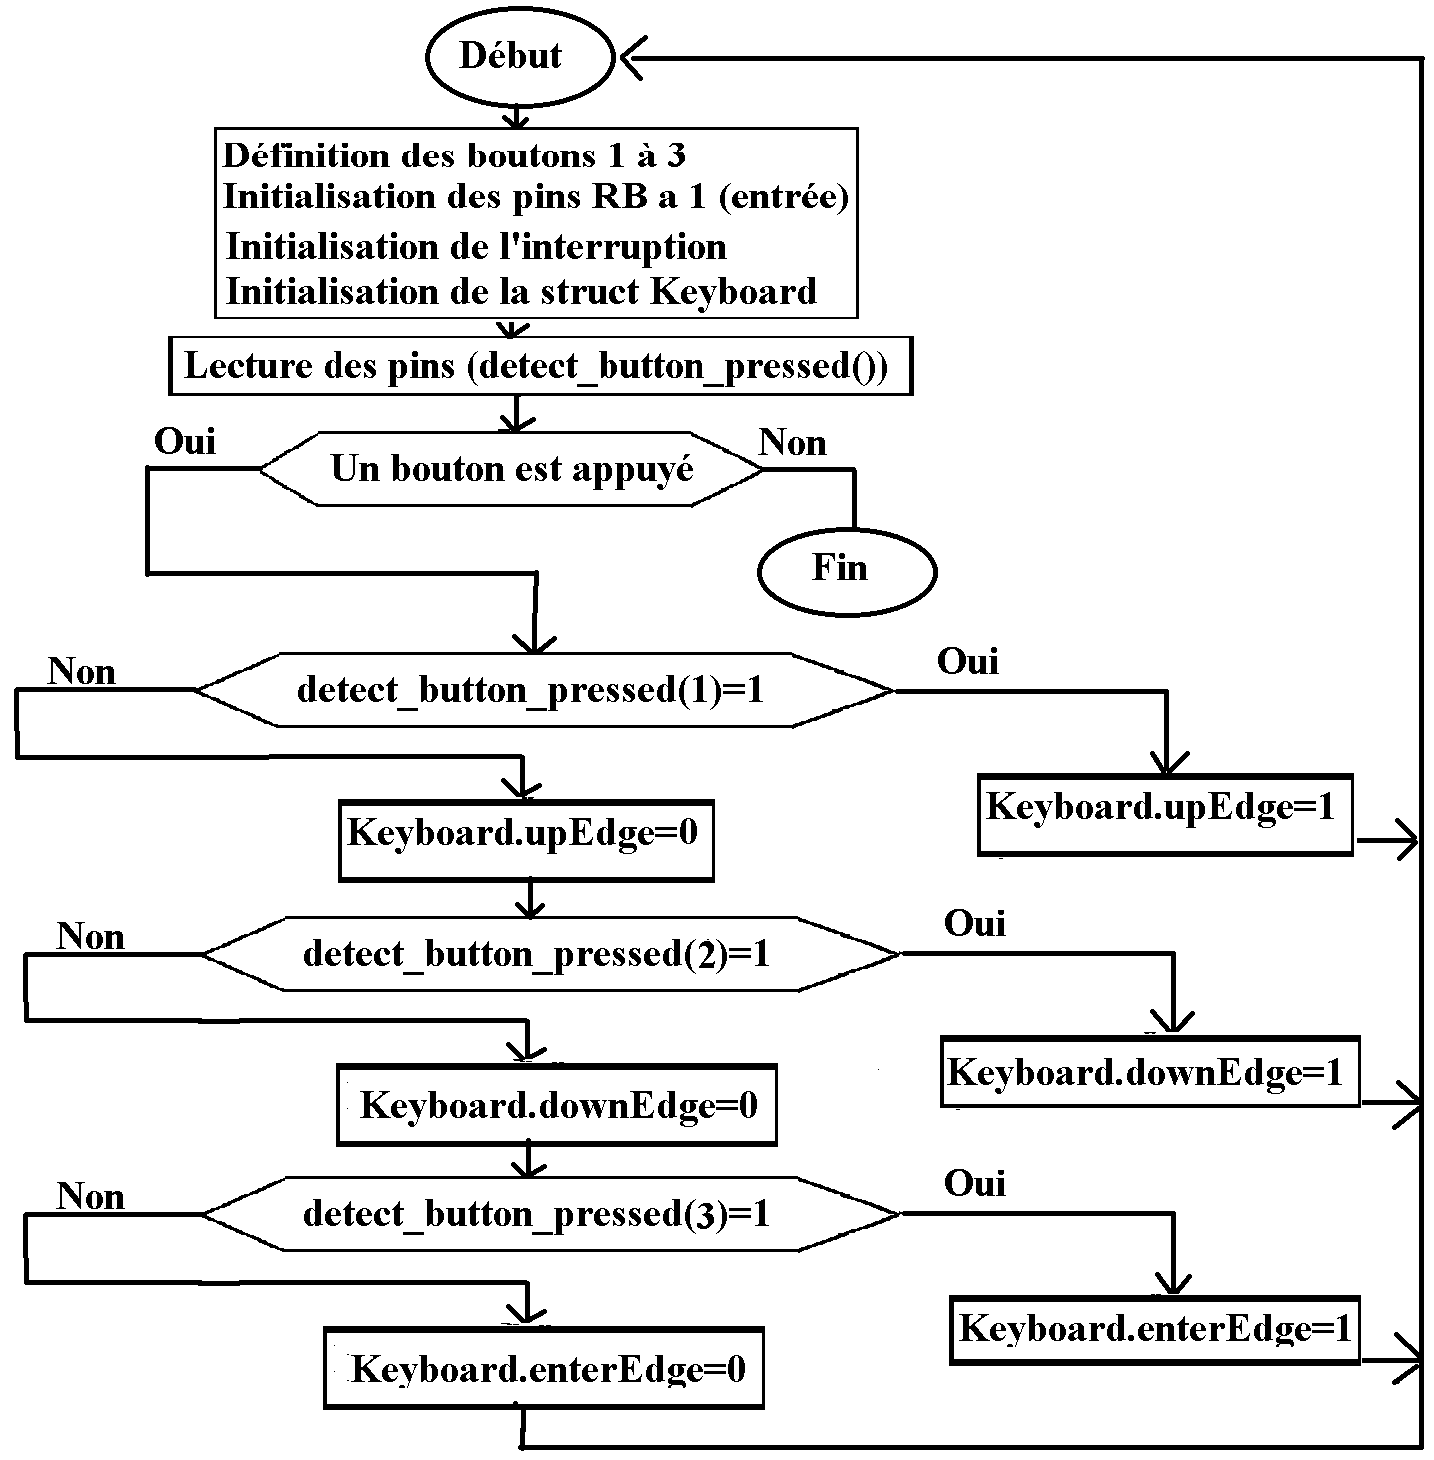 Début
Définition des boutons 1 à 3
Initialisation des pins RB a 1 (entrée)
Initialisation de l'interruption
Initialisation de la struct Keyboard
Lecture des pins (detect_button_pressed())
Oui
Non
Un bouton est appuyé
Fin
Non
Oui
detect_button_pressed(1)=1
Keyboard.upEdge=1
Keyboard.upEdge=0
Non
Oui
detect_button_pressed(2)=1
Keyboard.downEdge=1
Keyboard.downEdge=0
Non
Oui
detect_button_pressed(3)=1
Keyboard.enterEdge=1
Keyboard.enterEdge=0